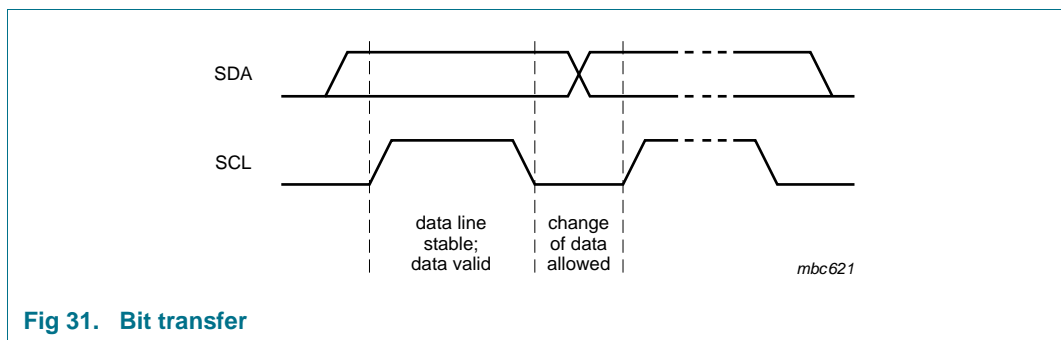 SDA
SCL
data line
stable;
data valid
change
of data
allowed
mbc621
Fig 31. Bit transfer